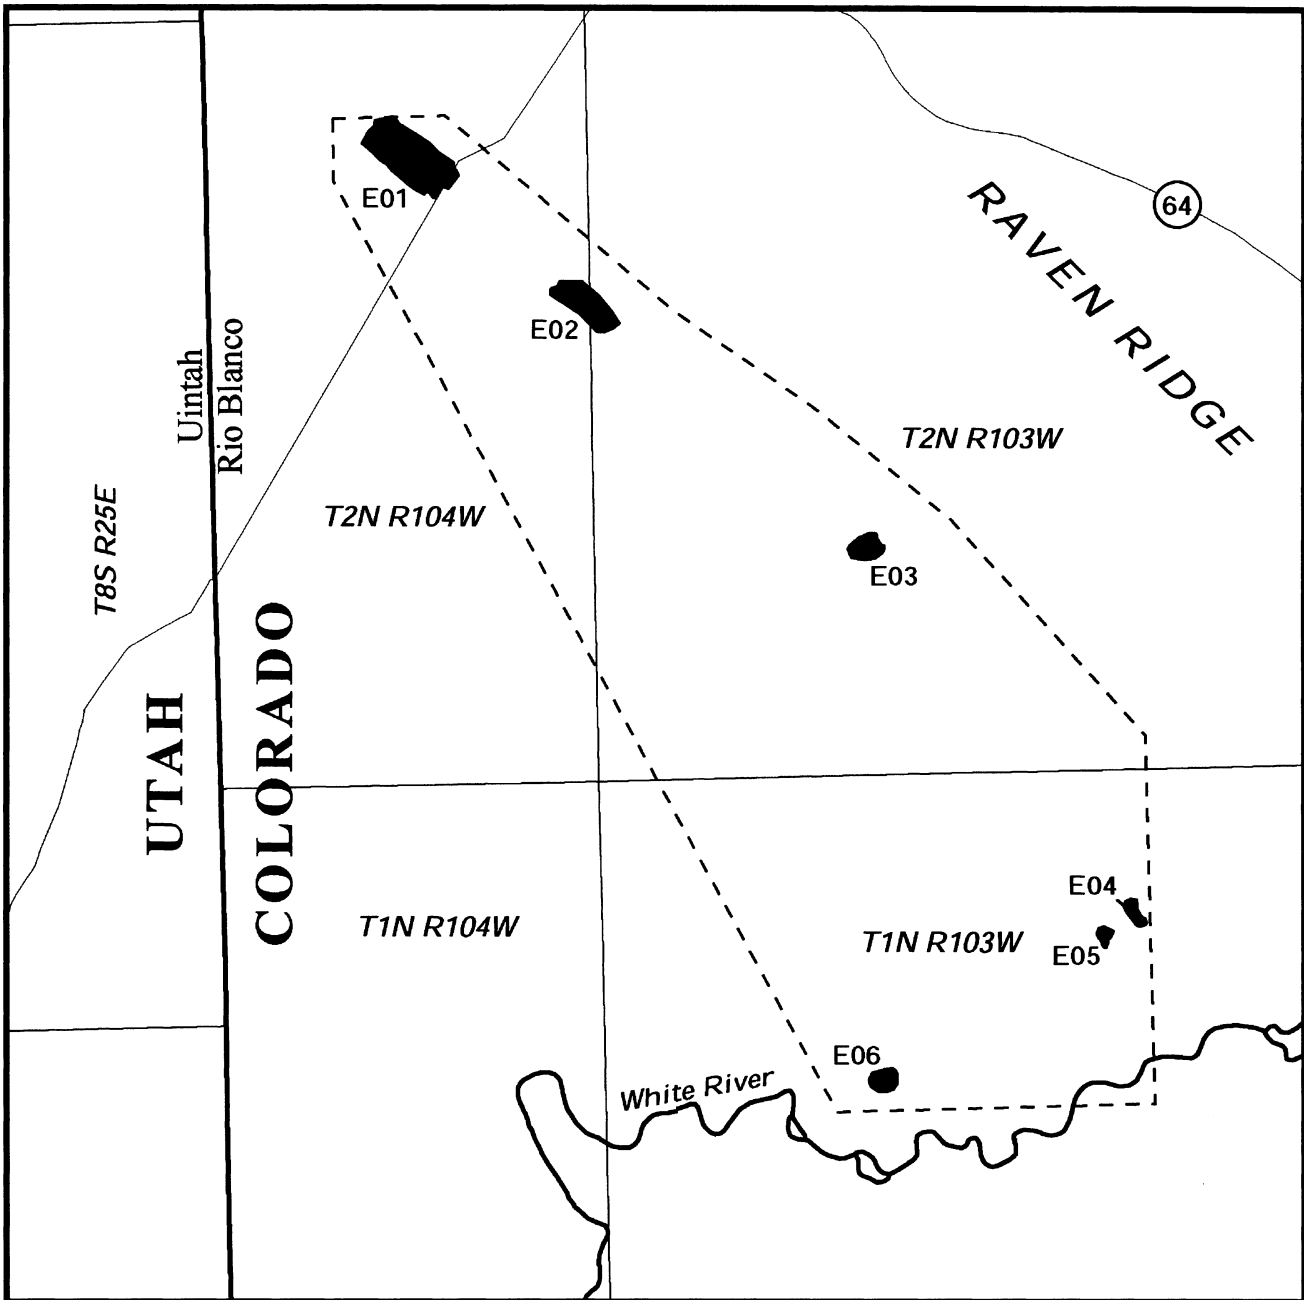 E01
64
RAVEN RIDGE
E02
Uintah
Rio Blanco
T2N R103W
T2N R104W
T8S R25E
E03
UTAH
COLORADO
E04
T1N R104W
T1N R103W
E05
E06
White River